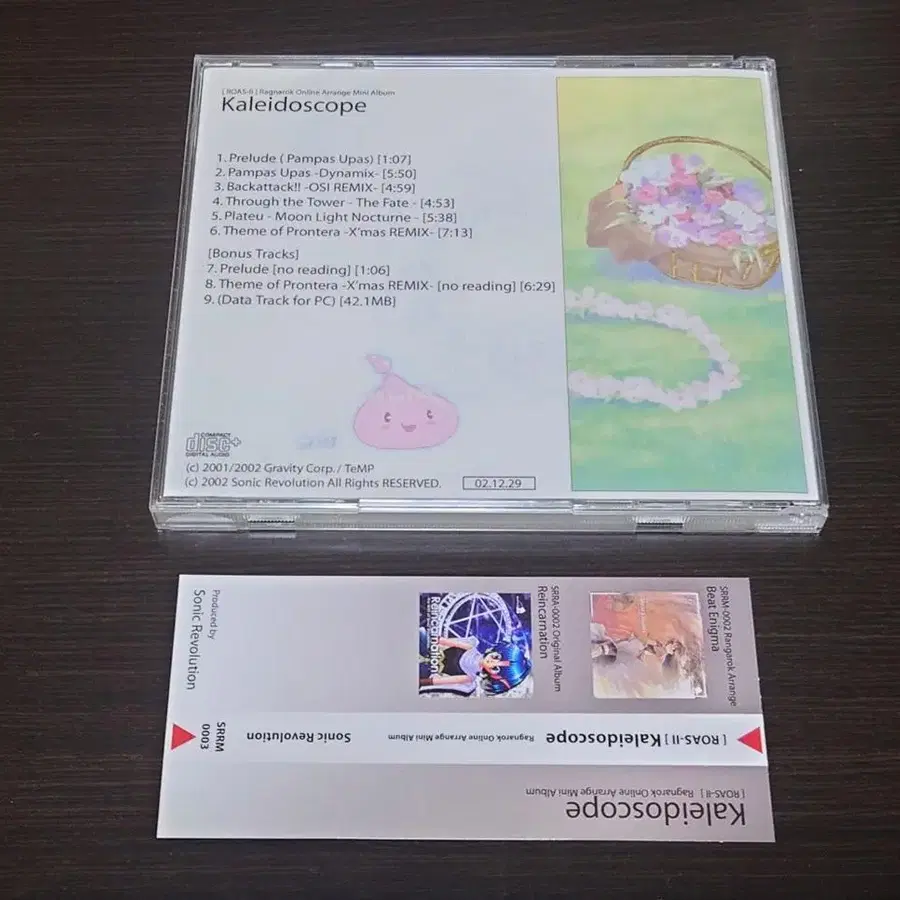 [ ROAS-II ] Ragnarok Online Arrange Mini Album
Kaleidoscope
1. Prelude ( Pampas Upas) [1:07]
2. Pampas Upas -Dynamix- [5:50]
3. Backattack!! -OSI REMIX- [4:59]
4. Through the Tower - The Fate - [4:53]
5. Plateu - Moon Light Nocturne - [5:38]
6. Theme of Prontera -X'mas REMIX- [7:13]
[Bonus Tracks]
7. Prelude [no reading] [1:06]
8. Theme of Prontera -X'mas REMIX- [no reading] [6:29]
9. (Data Track for PC) [42.1MB]
COMPACT
disc+
DIGITAL AUDIO
(c) 2001/2002 Gravity Corp. / TeMP
(c) 2002 Sonic Revolution All Rights RESERVED.
02.12.29
SRRM-0002 Rangarok Arrange
Beat Enigma
SRRA-0002 Original Album
Reincarnation
Reincarnation
Produced by
Sonic Revolution
[ ROAS-II ] Kaleidoscope Ragnarok Online Arrange Mini Album Sonic Revolution
SRRM
0003
[ ROAS-II ] Ragnarok Online Arrange Mini Album
Kaleidoscope